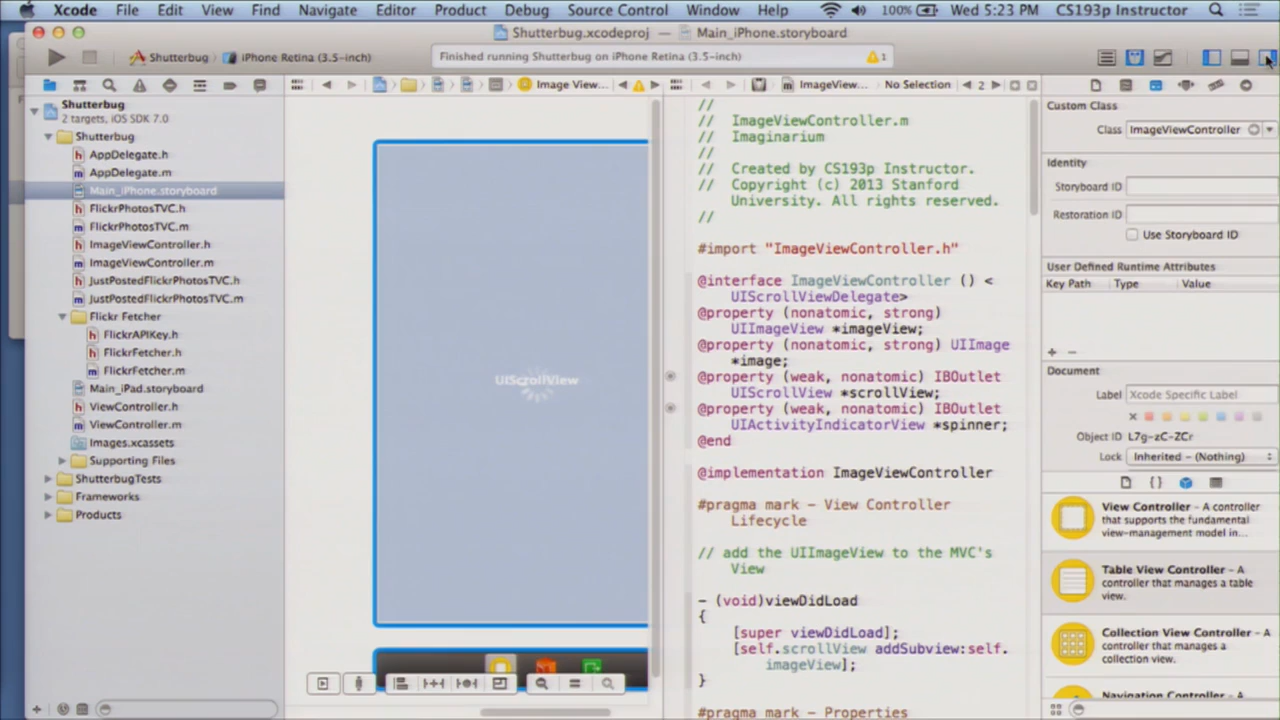 Xcode File Edit View Find Navigate Editor Product Debug Source Control Window Help 100% Wed 5:23 PM CS193p Instructor
Shutterbug.xcodeproj — Main_iPhone.storyboard
Shutterbug iPhone Retina (3.5-inch) Finished running Shutterbug on iPhone Retina (3.5-inch) 1
Image View... ImageView... No Selection 2
Shutterbug
2 targets, iOS SDK 7.0
Shutterbug
AppDelegate.h
AppDelegate.m
Main_iPhone.storyboard
FlickrPhotosTVC.h
FlickrPhotosTVC.m
ImageViewController.h
ImageViewController.m
JustPostedFlickrPhotosTVC.h
JustPostedFlickrPhotosTVC.m
Flickr Fetcher
FlickrAPIKey.h
FlickrFetcher.h
FlickrFetcher.m
Main_iPad.storyboard
ViewController.h
ViewController.m
Images.xcassets
Supporting Files
ShutterbugTests
Frameworks
Products
UIScrollView
//
// ImageViewController.m
// Imaginarium
//
// Created by CS193p Instructor.
// Copyright (c) 2013 Stanford
University. All rights reserved.
//
#import "ImageViewController.h"
@interface ImageViewController () <
UIScrollViewDelegate>
@property (nonatomic, strong)
UIImageView *imageView;
@property (nonatomic, strong) UIImage
*image;
@property (weak, nonatomic) IBOutlet
UIScrollView *scrollView;
@property (weak, nonatomic) IBOutlet
UIActivityIndicatorView *spinner;
@end
@implementation ImageViewController
#pragma mark - View Controller
Lifecycle
// add the UIImageView to the MVC's
View
- (void)viewDidLoad
{
[super viewDidLoad];
[self.scrollView addSubview:self.
imageView];
}
#pragma mark - Properties
Custom Class
Class ImageViewController
Identity
Storyboard ID
Restoration ID
Use Storyboard ID
User Defined Runtime Attributes
Key Path Type Value
+ −
Document
Label Xcode Specific Label
Object ID L7g-zC-ZCr
Lock Inherited - (Nothing)
View Controller - A controller
that supports the fundamental
view-management model in...
Table View Controller - A
controller that manages a table
view.
Collection View Controller - A
controller that manages a
collection view.
Navigation Controller - A